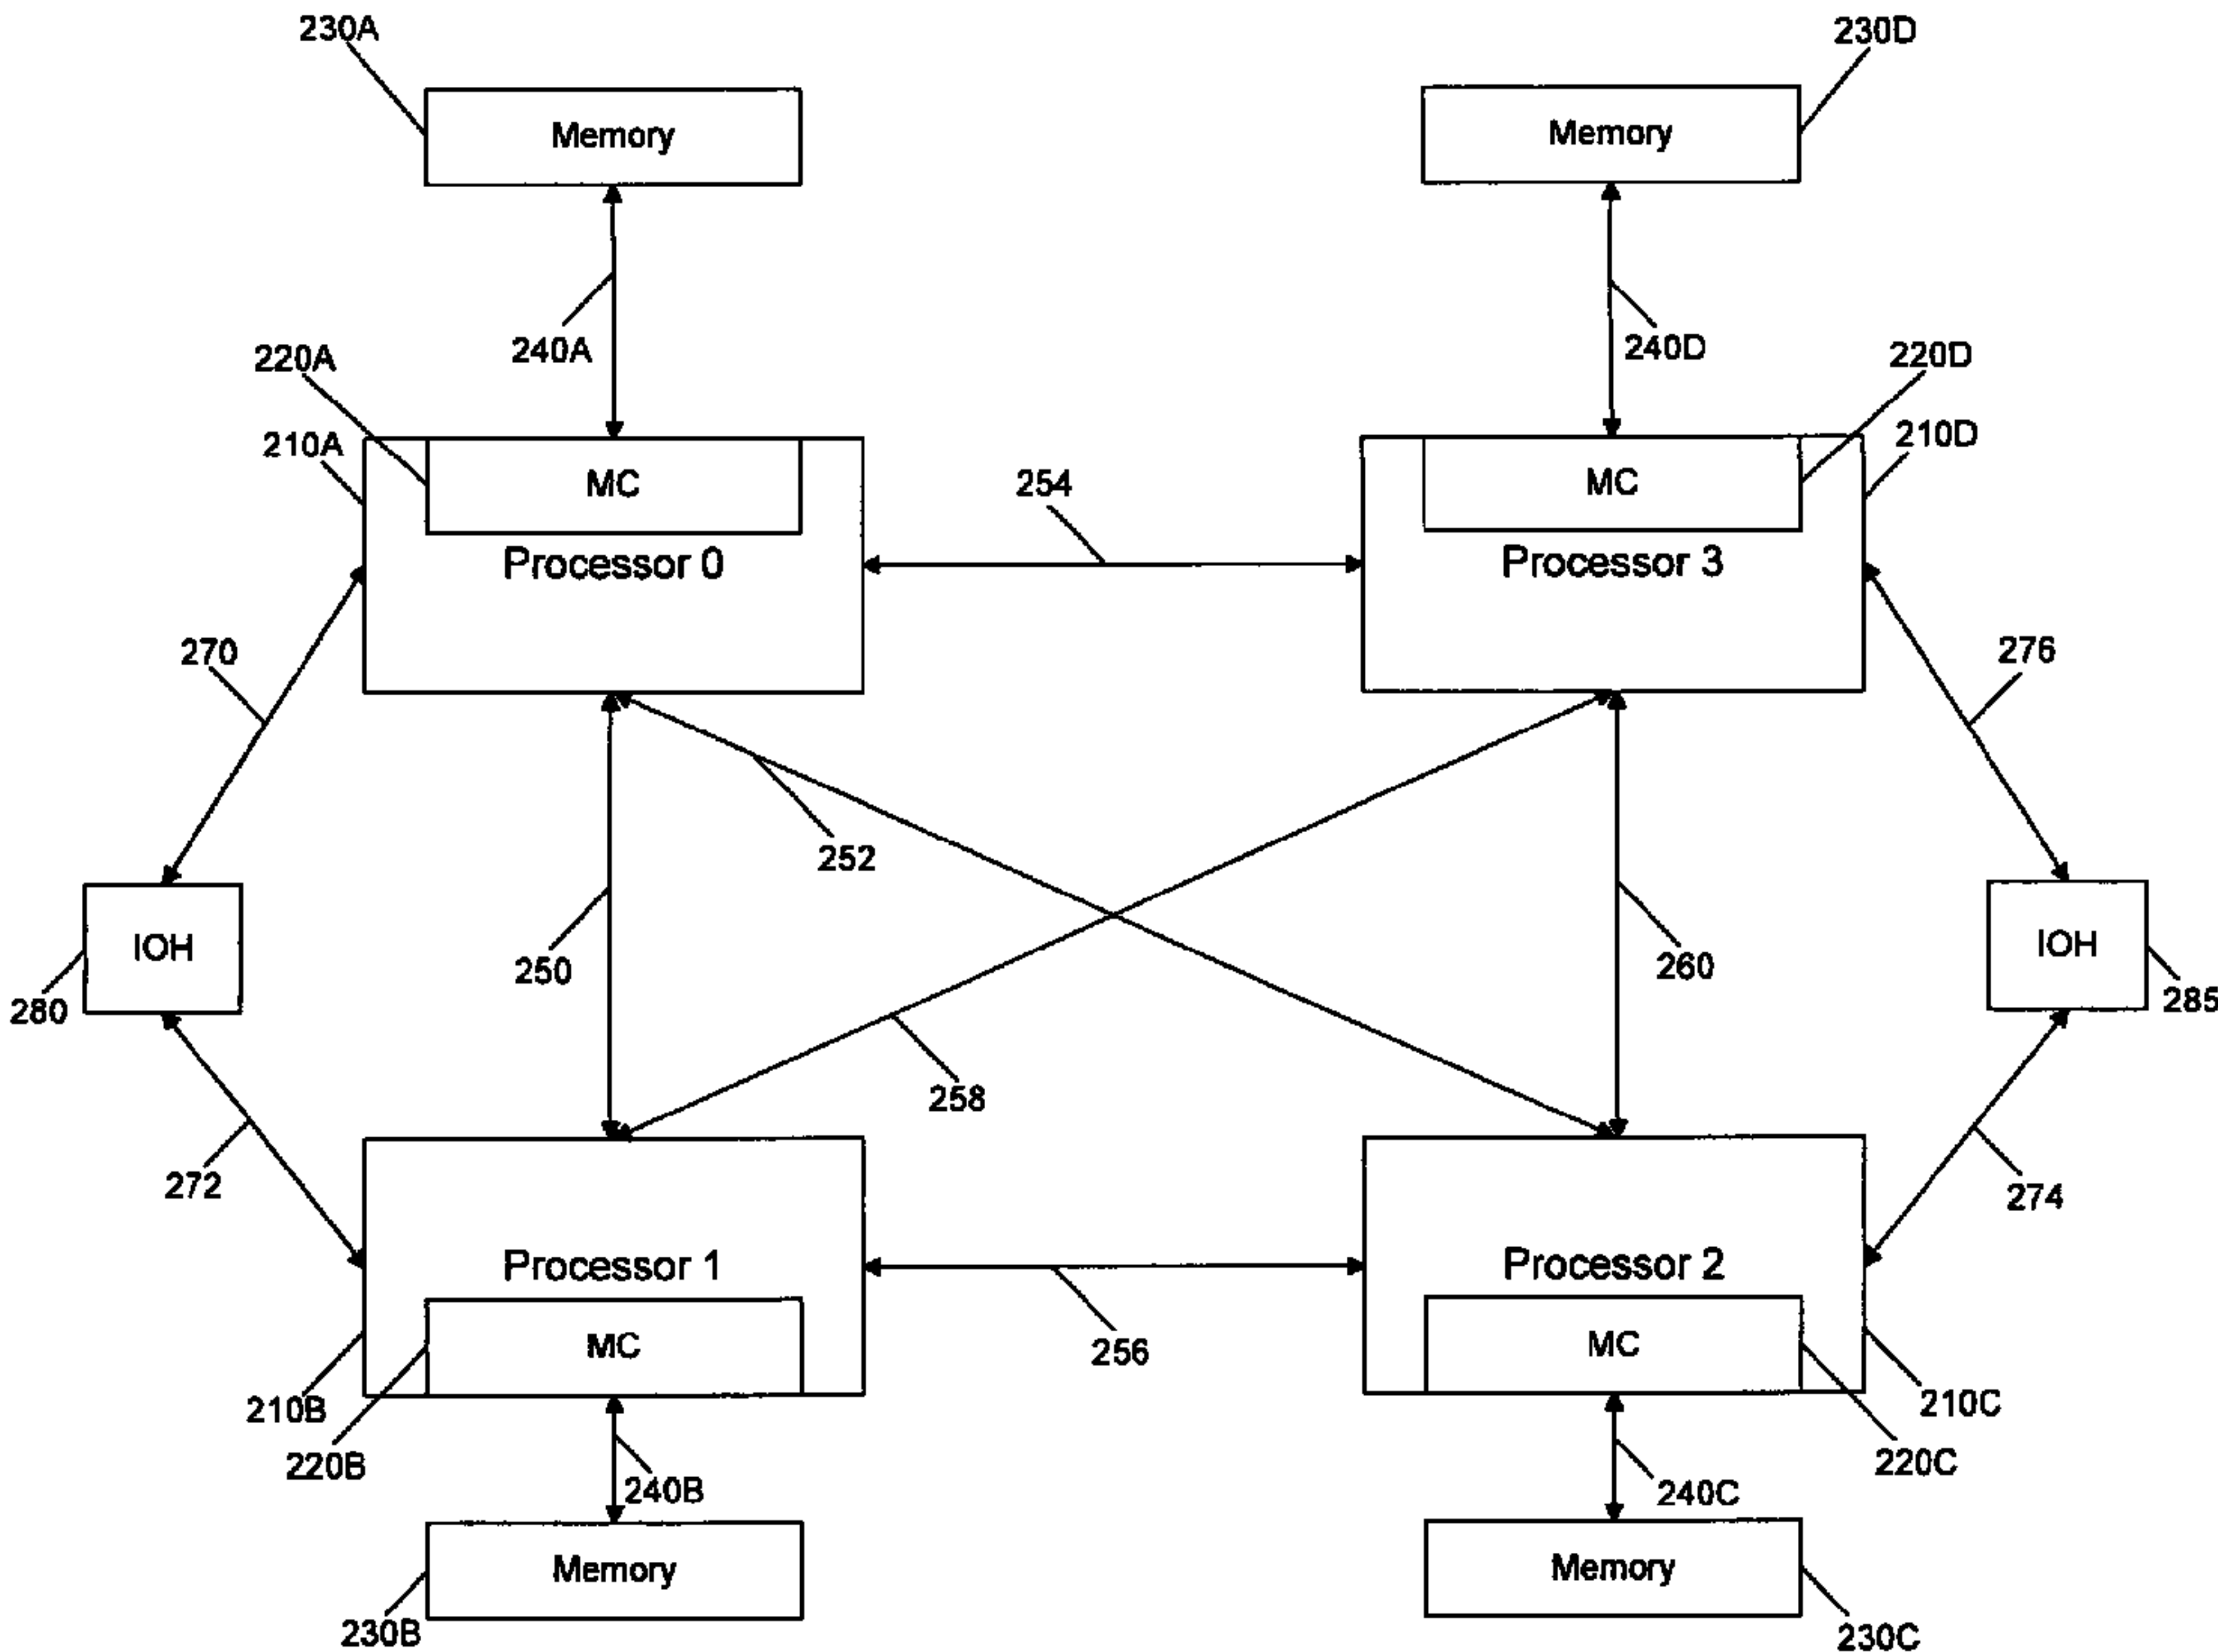 230A
230D
Memory
Memory
240A
240D
220A
220D
210A
210D
MC
MC
254
Processor 0
Processor 3
270
276
252
IOH
IOH
250
260
280
285
258
272
274
Processor 1
Processor 2
MC
MC
256
210B
210C
220B
220C
240B
240C
Memory
Memory
230B
230C